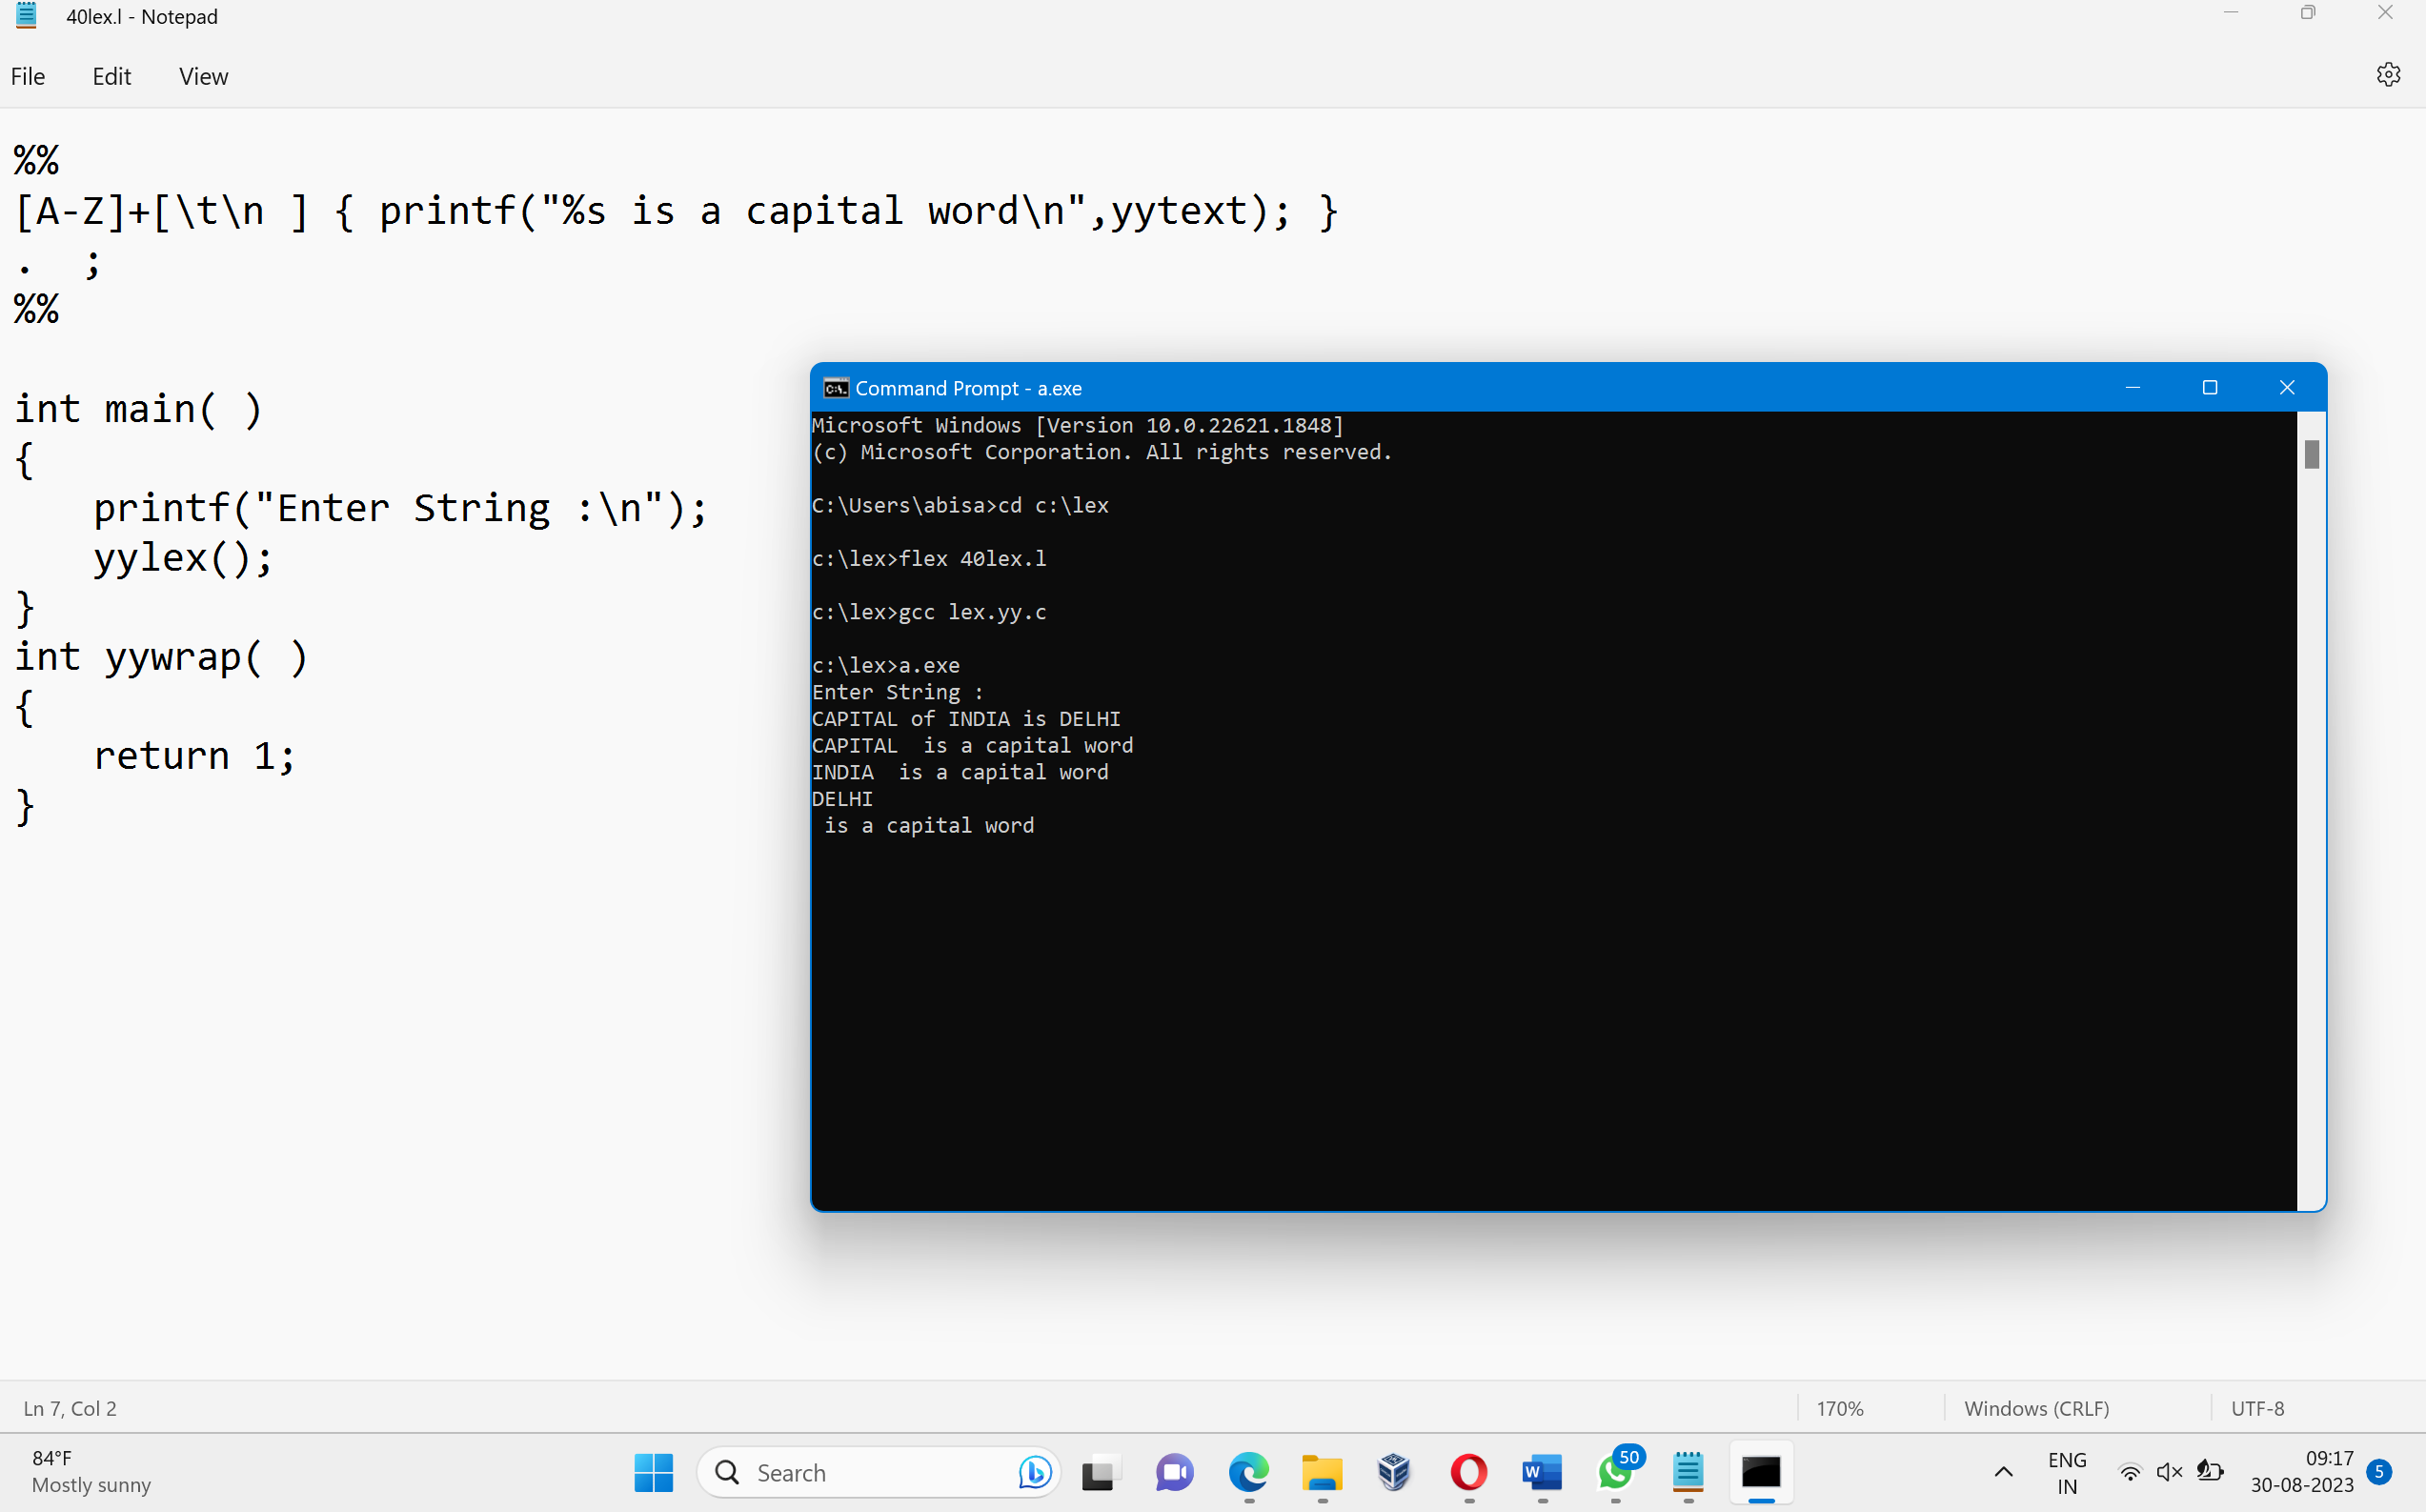 40lex.l - Notepad
File Edit View
%%
[A-Z]+[\t\n ] { printf("%s is a capital word\n",yytext); }
.  ;
%%
int main( )
{
printf("Enter String :\n");
yylex();
}
int yywrap( )
{
return 1;
}
Command Prompt - a.exe
Microsoft Windows [Version 10.0.22621.1848]
(c) Microsoft Corporation. All rights reserved.
C:\Users\abisa>cd c:\lex
c:\lex>flex 40lex.l
c:\lex>gcc lex.yy.c
c:\lex>a.exe
Enter String :
CAPITAL of INDIA is DELHI
CAPITAL  is a capital word
INDIA  is a capital word
DELHI
 is a capital word
Ln 7, Col 2
170%
Windows (CRLF)
UTF-8
84°F
Mostly sunny
Search
50
ENG
IN
09:17
30-08-2023
5